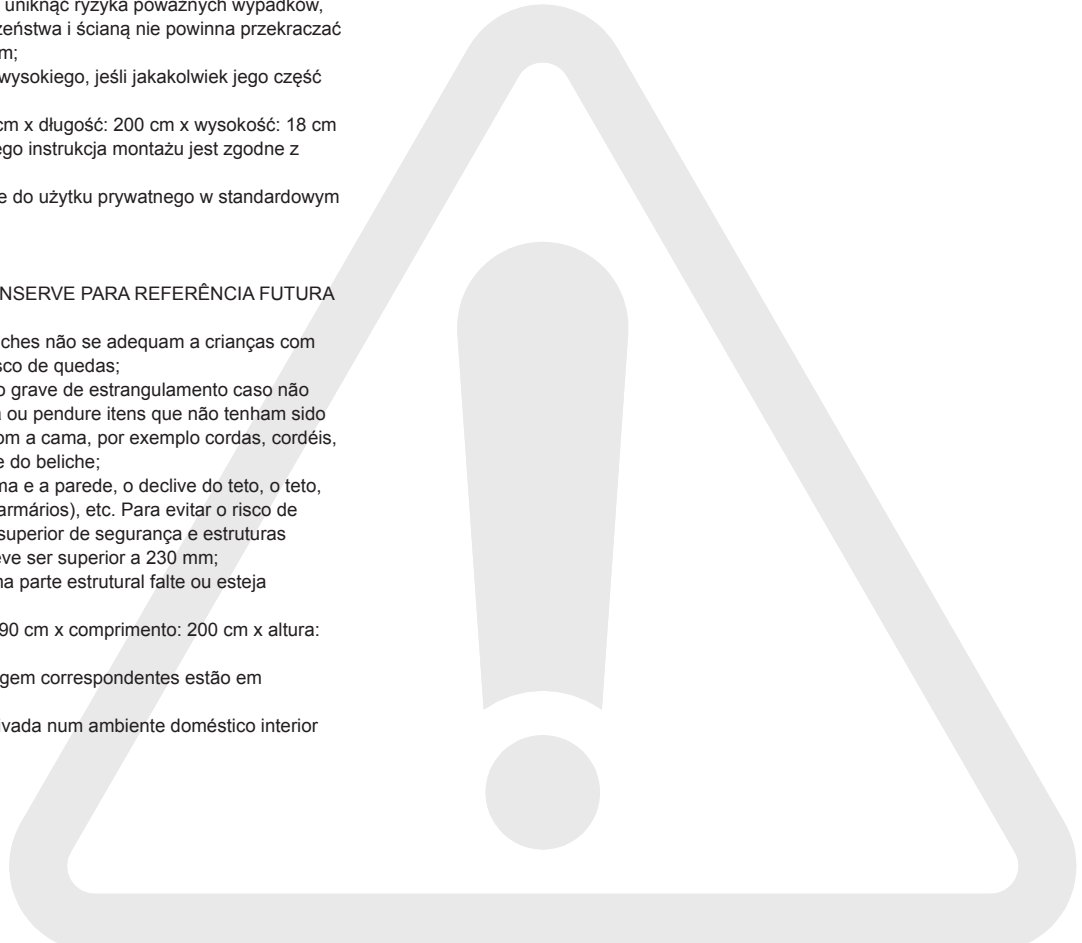 uniknąć ryzyka poważnych wypadków,
zeństwa i ścianą nie powinna przekraczać
m;
wysokiego, jeśli jakakolwiek jego część
cm x długość: 200 cm x wysokość: 18 cm
ego instrukcja montażu jest zgodne z
e do użytku prywatnego w standardowym
NSERVE PARA REFERÊNCIA FUTURA
ches não se adequam a crianças com
sco de quedas;
o grave de estrangulamento caso não
a ou pendure itens que não tenham sido
om a cama, por exemplo cordas, cordéis,
e do beliche;
ma e a parede, o declive do teto, o teto,
armários), etc. Para evitar o risco de
superior de segurança e estruturas
eve ser superior a 230 mm;
na parte estrutural falte ou esteja
90 cm x comprimento: 200 cm x altura:
gem correspondentes estão em
ivada num ambiente doméstico interior